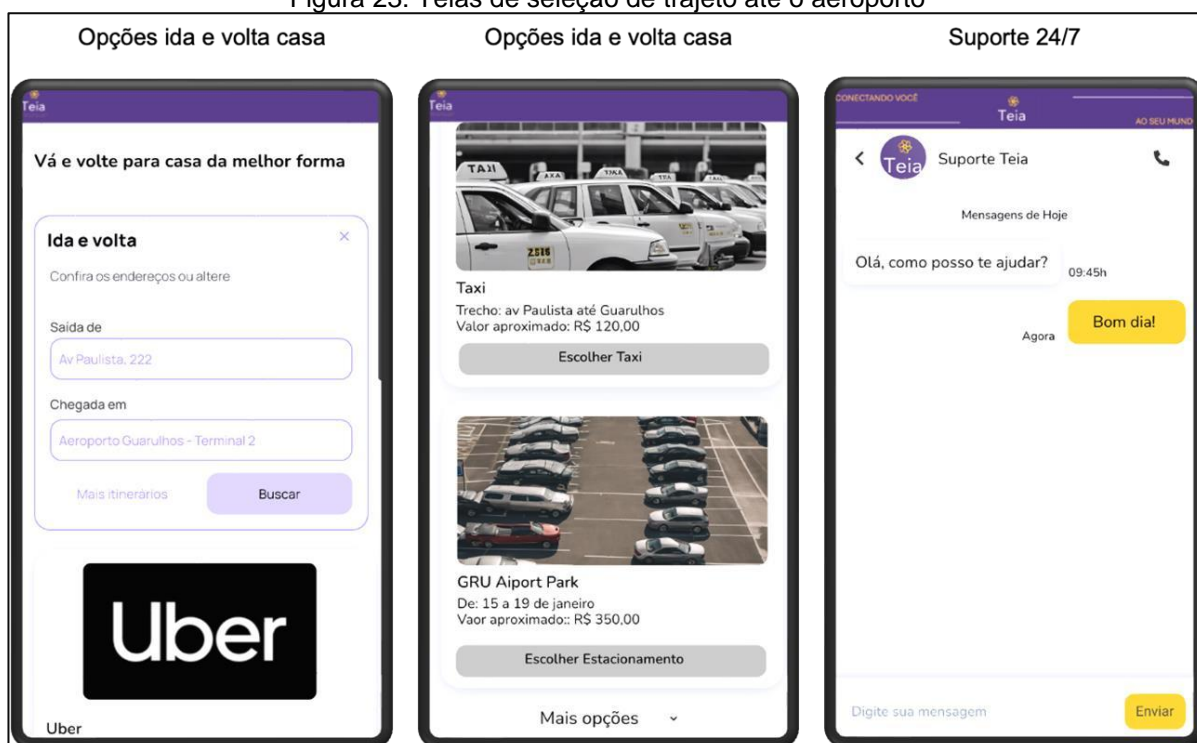 Figura 23: Telas de seleção de trajeto até o aeroporto
Opções ida e volta casa
Teia
Vá e volte para casa da melhor forma
Ida e volta
Confira os endereços ou altere
Saída de
Av Paulista, 222
Chegada em
Aeroporto Guarulhos - Terminal 2
Mais itinerários
Buscar
Uber
Uber
Opções ida e volta casa
Teia
TAXI
Taxi
Trecho: av Paulista até Guarulhos
Valor aproximado: R$ 120,00
Escolher Taxi
GRU Aiport Park
De: 15 a 19 de janeiro
Vaor aproximado:: R$ 350,00
Escolher Estacionamento
Mais opções
Suporte 24/7
CONECTANDO VOCÊ
Teia
AO SEU MUND
Teia
Suporte Teia
Mensagens de Hoje
Olá, como posso te ajudar?
09:45h
Bom dia!
Agora
Digite sua mensagem
Enviar